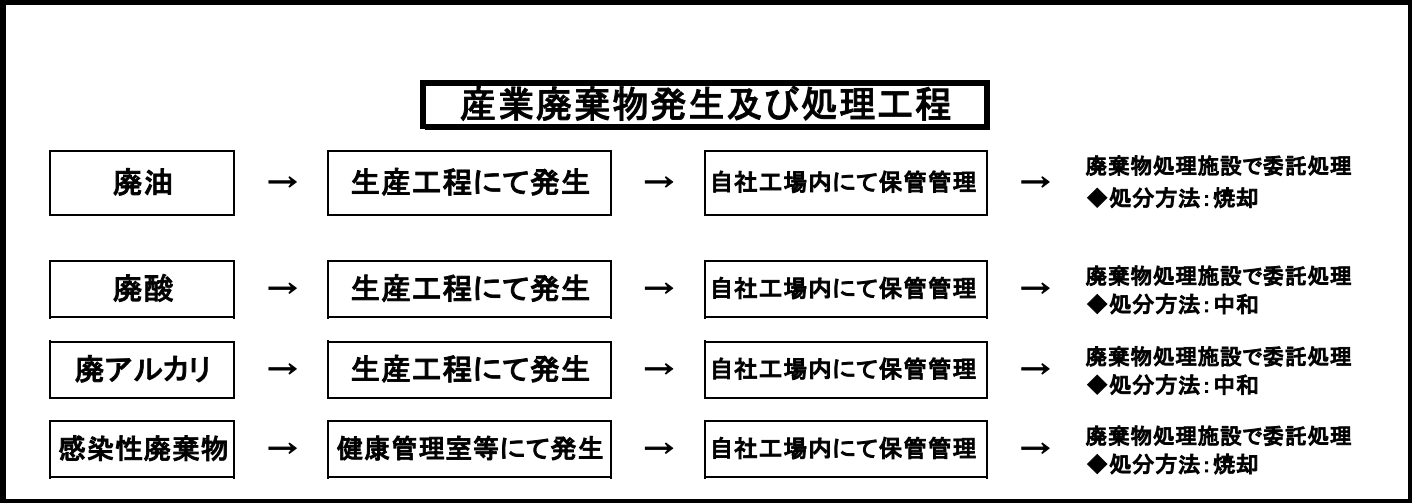 産業廃棄物発生及び処理工程
廃油 → 生産工程にて発生 → 自社工場内にて保管管理 → 廃棄物処理施設で委託処理
◆処分方法：焼却
廃酸 → 生産工程にて発生 → 自社工場内にて保管管理 → 廃棄物処理施設で委託処理
◆処分方法：中和
廃アルカリ → 生産工程にて発生 → 自社工場内にて保管管理 → 廃棄物処理施設で委託処理
◆処分方法：中和
感染性廃棄物 → 健康管理室等にて発生 → 自社工場内にて保管管理 → 廃棄物処理施設で委託処理
◆処分方法：焼却